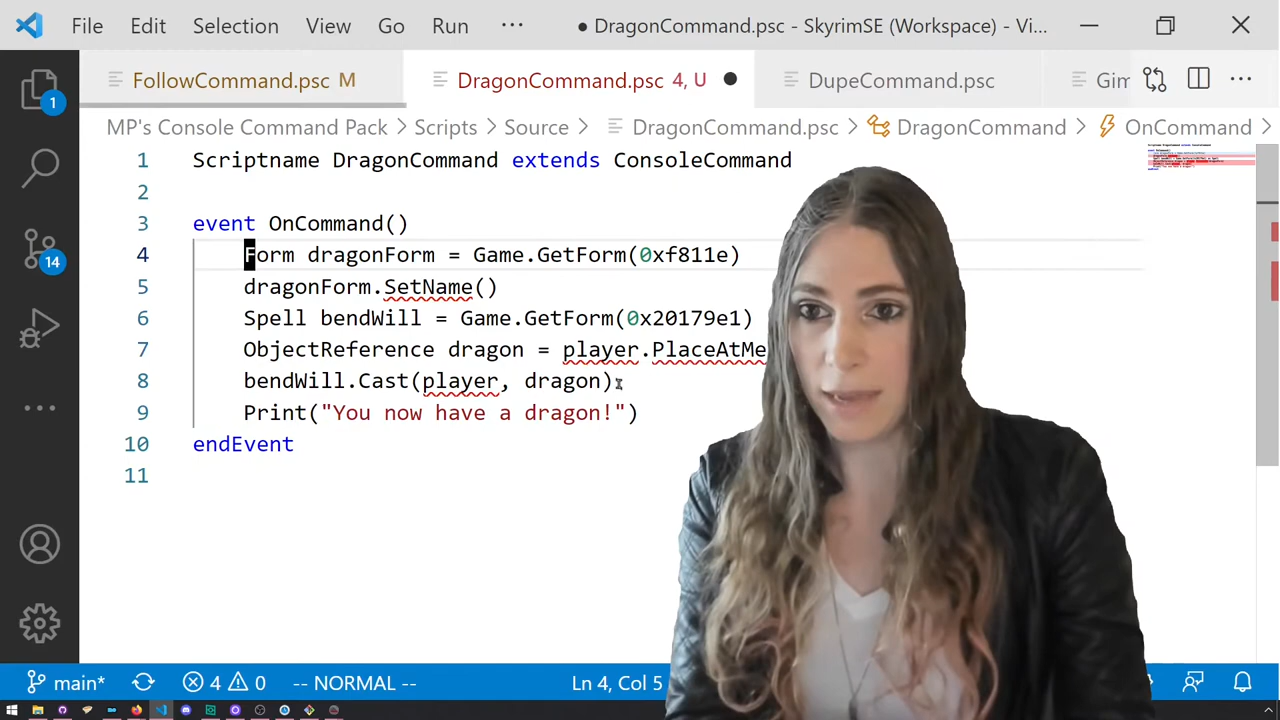 File Edit Selection View Go Run ··· ● DragonCommand.psc - SkyrimSE (Workspace) - Vi...
FollowCommand.psc M DragonCommand.psc 4, U ● DupeCommand.psc Gim ···
1
MP's Console Command Pack > Scripts > Source > DragonCommand.psc > DragonCommand > OnCommand >
1 Scriptname DragonCommand extends ConsoleCommand
2
3 event OnCommand()
4 Form dragonForm = Game.GetForm(0xf811e)
5 dragonForm.SetName()
6 Spell bendWill = Game.GetForm(0x20179e1)
7 ObjectReference dragon = player.PlaceAtMe
8 bendWill.Cast(player, dragon)
9 Print("You now have a dragon!")
10 endEvent
11
14
main* 4 0 -- NORMAL -- Ln 4, Col 5